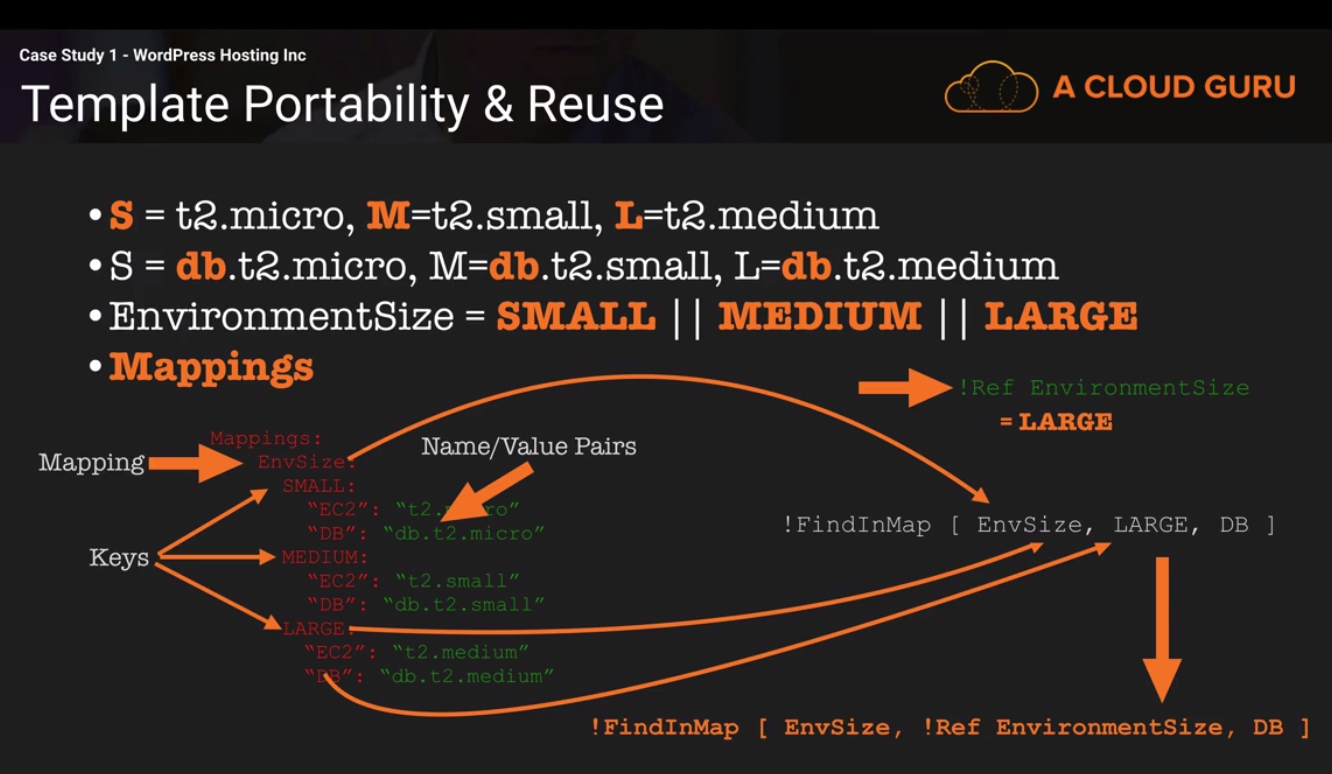 Case Study 1 - WordPress Hosting Inc
Template Portability & Reuse
A CLOUD GURU
• S = t2.micro, M=t2.small, L=t2.medium
• S = db.t2.micro, M=db.t2.small, L=db.t2.medium
• EnvironmentSize = SMALL || MEDIUM || LARGE
• Mappings
!Ref EnvironmentSize
= LARGE
Mapping
Keys
Name/Value Pairs
Mappings:
EnvSize:
SMALL:
“EC2”: “t2.micro”
“DB”: “db.t2.micro”
MEDIUM:
“EC2”: “t2.small”
“DB”: “db.t2.small”
LARGE:
“EC2”: “t2.medium”
“DB”: “db.t2.medium”
!FindInMap [ EnvSize, LARGE, DB ]
!FindInMap [ EnvSize, !Ref EnvironmentSize, DB ]